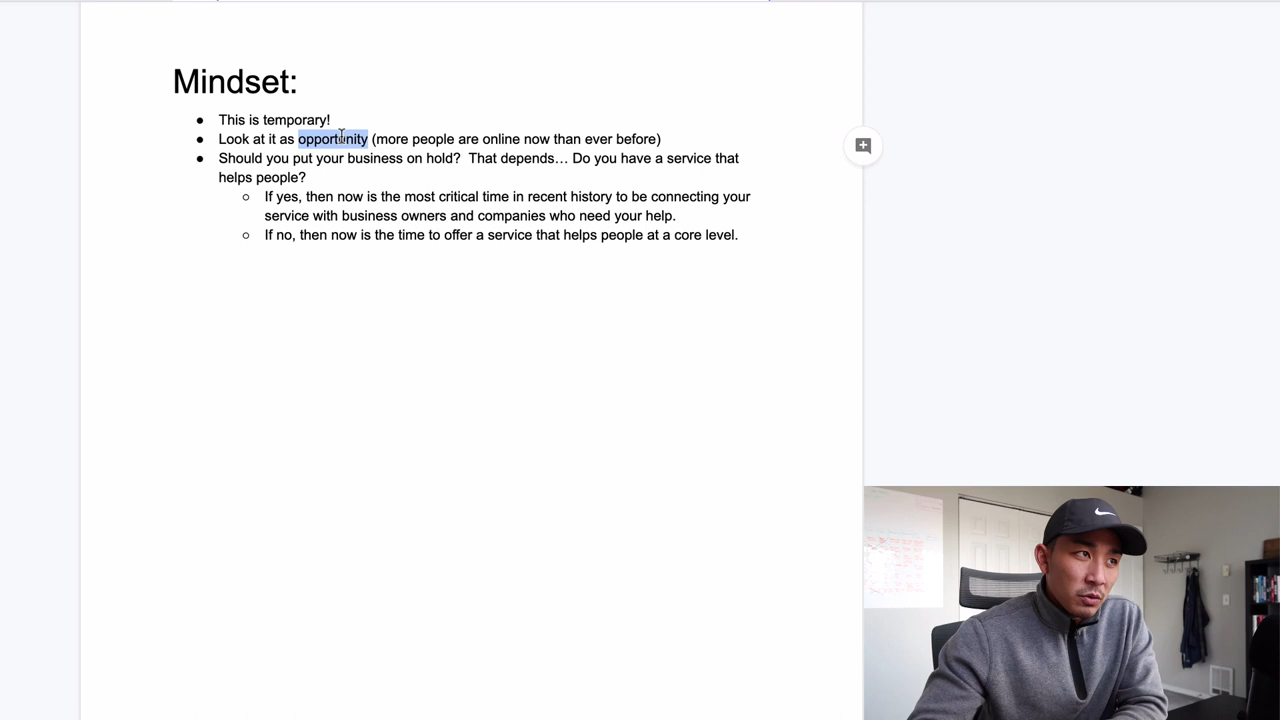 Mindset:
● This is temporary!
● Look at it as opportunity (more people are online now than ever before)
● Should you put your business on hold?  That depends… Do you have a service that
helps people?
○ If yes, then now is the most critical time in recent history to be connecting your
service with business owners and companies who need your help.
○ If no, then now is the time to offer a service that helps people at a core level.